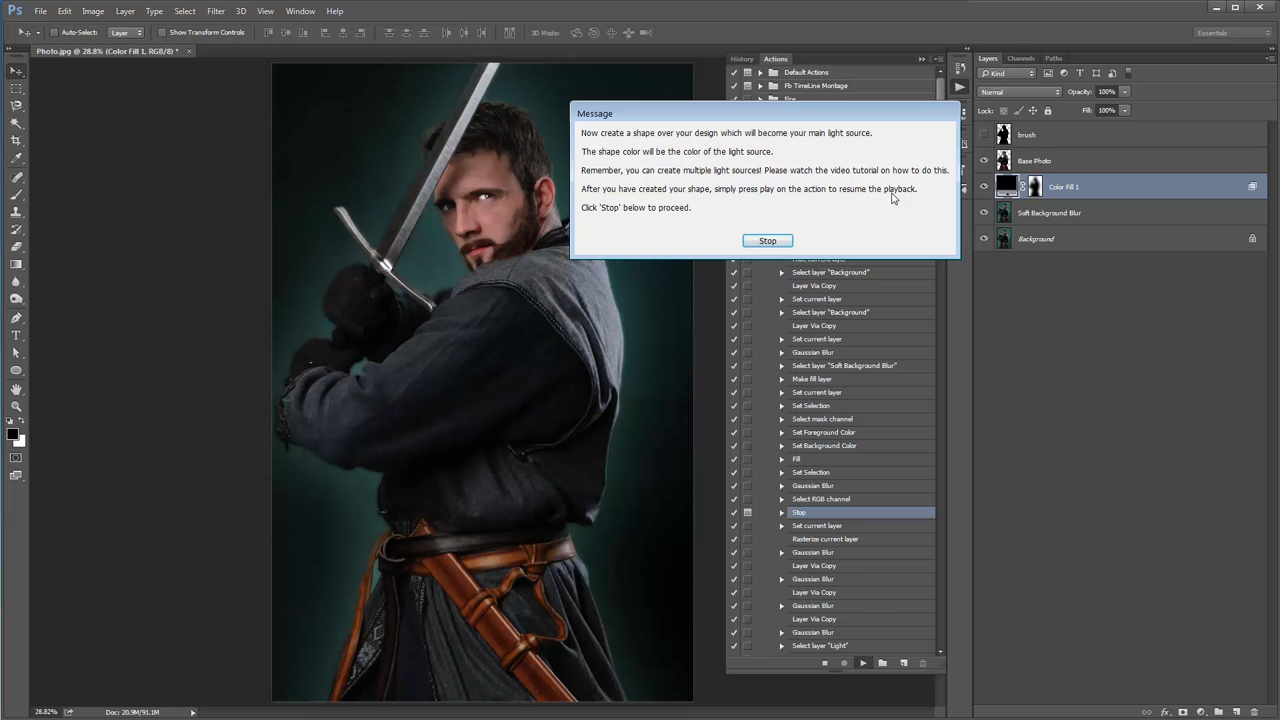 Ps File Edit Image Layer Type Select Filter 3D View Window Help
Auto-Select: Layer Show Transform Controls 3D Mode: Essentials
Photo.jpg @ 28.8% (Color Fill 1, RGB/8) * ×
History Actions
Default Actions
Fb TimeLine Montage
Fire
Message
Now create a shape over your design which will become your main light source.
The shape color will be the color of the light source.
Remember, you can create multiple light sources! Please watch the video tutorial on how to do this.
After you have created your shape, simply press play on the action to resume the playback.
Click 'Stop' below to proceed.
Stop
Hide current layer
Select layer "Background"
Layer Via Copy
Set current layer
Select layer "Background"
Layer Via Copy
Set current layer
Gaussian Blur
Select layer "Soft Background Blur"
Make fill layer
Set current layer
Set Selection
Select mask channel
Set Foreground Color
Set Background Color
Fill
Set Selection
Gaussian Blur
Select RGB channel
Stop
Set current layer
Rasterize current layer
Gaussian Blur
Layer Via Copy
Gaussian Blur
Layer Via Copy
Gaussian Blur
Layer Via Copy
Gaussian Blur
Select layer "Light"
Layers Channels Paths
Kind
Normal Opacity: 100%
Lock: Fill: 100%
brush
Base Photo
Color Fill 1
Soft Background Blur
Background
28.82% Doc: 20.9M/91.1M